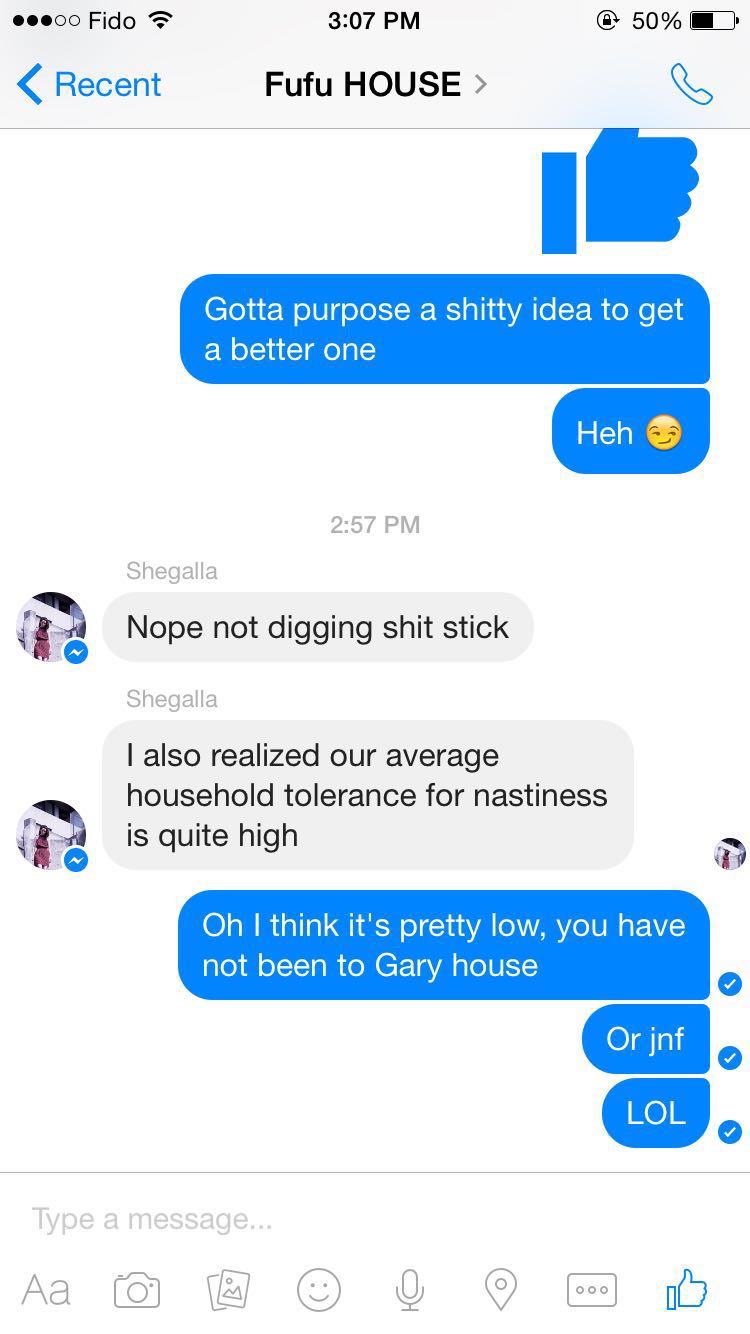 Fido 3:07 PM 50%
Recent Fufu HOUSE
Gotta purpose a shitty idea to get
a better one
Heh 😏
2:57 PM
Shegalla
Nope not digging shit stick
Shegalla
I also realized our average
household tolerance for nastiness
is quite high
Oh I think it's pretty low, you have
not been to Gary house
Or jnf
LOL
Type a message...
Aa